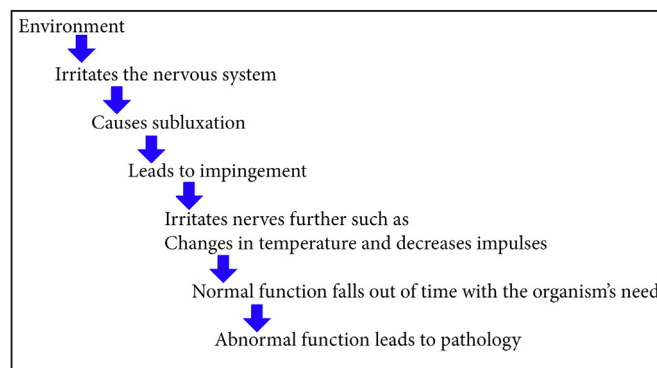 Environment
Irritates the nervous system
Causes subluxation
Leads to impingement
Irritates nerves further such as
Changes in temperature and decreases impulses
Normal function falls out of time with the organism's need
Abnormal function leads to pathology